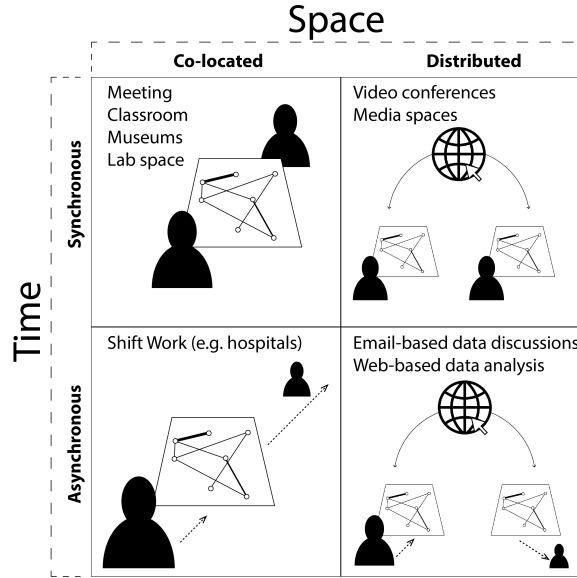 Space
Co-located
Distributed
Time
Synchronous
Meeting
Classroom
Museums
Lab space
Video conferences
Media spaces
Asynchronous
Shift Work (e.g. hospitals)
Email-based data discussions
Web-based data analysis